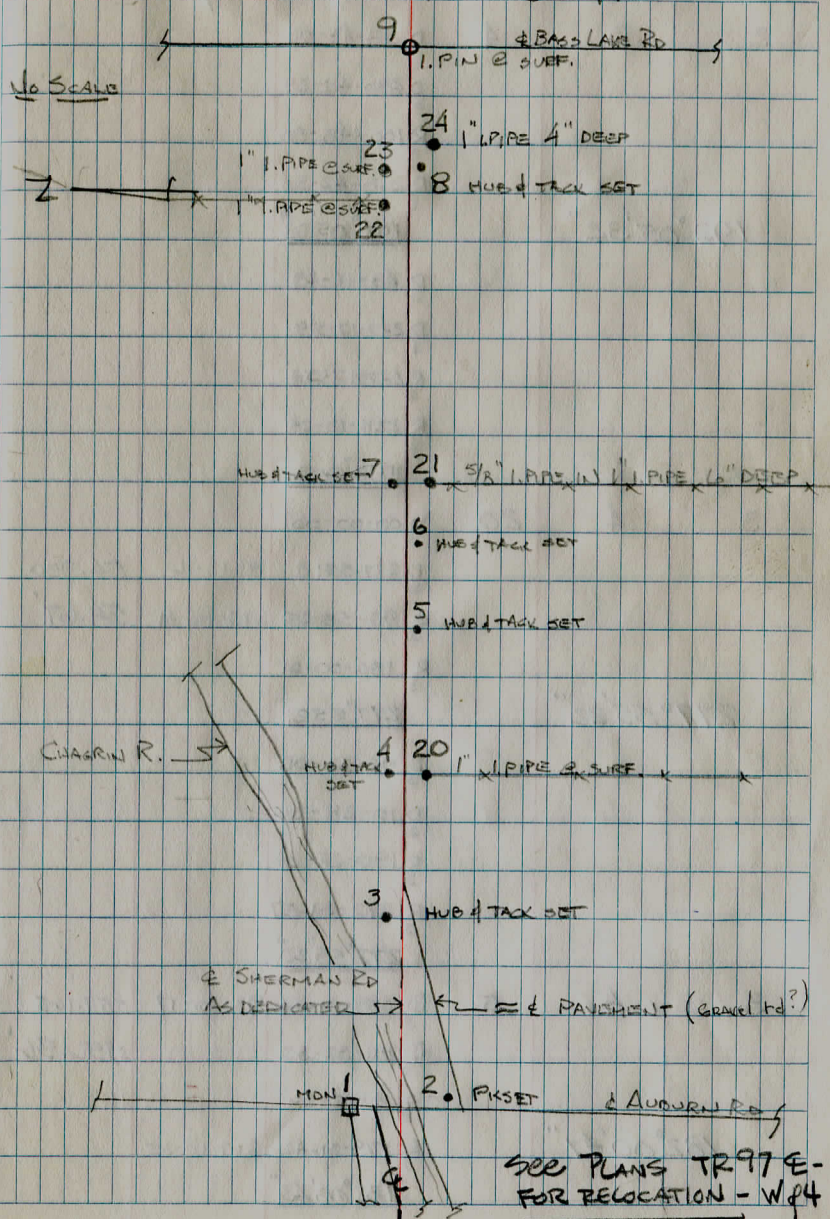 9
℄ BASS LAKE RD
I. PIN @ SURF.
NO SCALE
24
1" I. PIPE 4" DEEP
23
1" I. PIPE @ SURF.
8 HUB & TACK SET
Z
1" I. PIPE @ SURF.
22
HUB & TACK SET 7
21
5/8" I. PIPE IN 1" I. PIPE 6" DEEP
6
HUB & TACK SET
5
HUB & TACK SET
CHAGRIN R.
4
HUB & TACK
SET
20
1" I. PIPE @ SURF.
3
HUB & TACK SET
℄ SHERMAN RD
AS DEDICATED
= ℄ PAVEMENT (GRAVEL rd?)
MON 1
2 PK SET
℄ AUBURN RD
℄
SEE PLANS TR 97 E-
FOR RELOCATION - W of 4